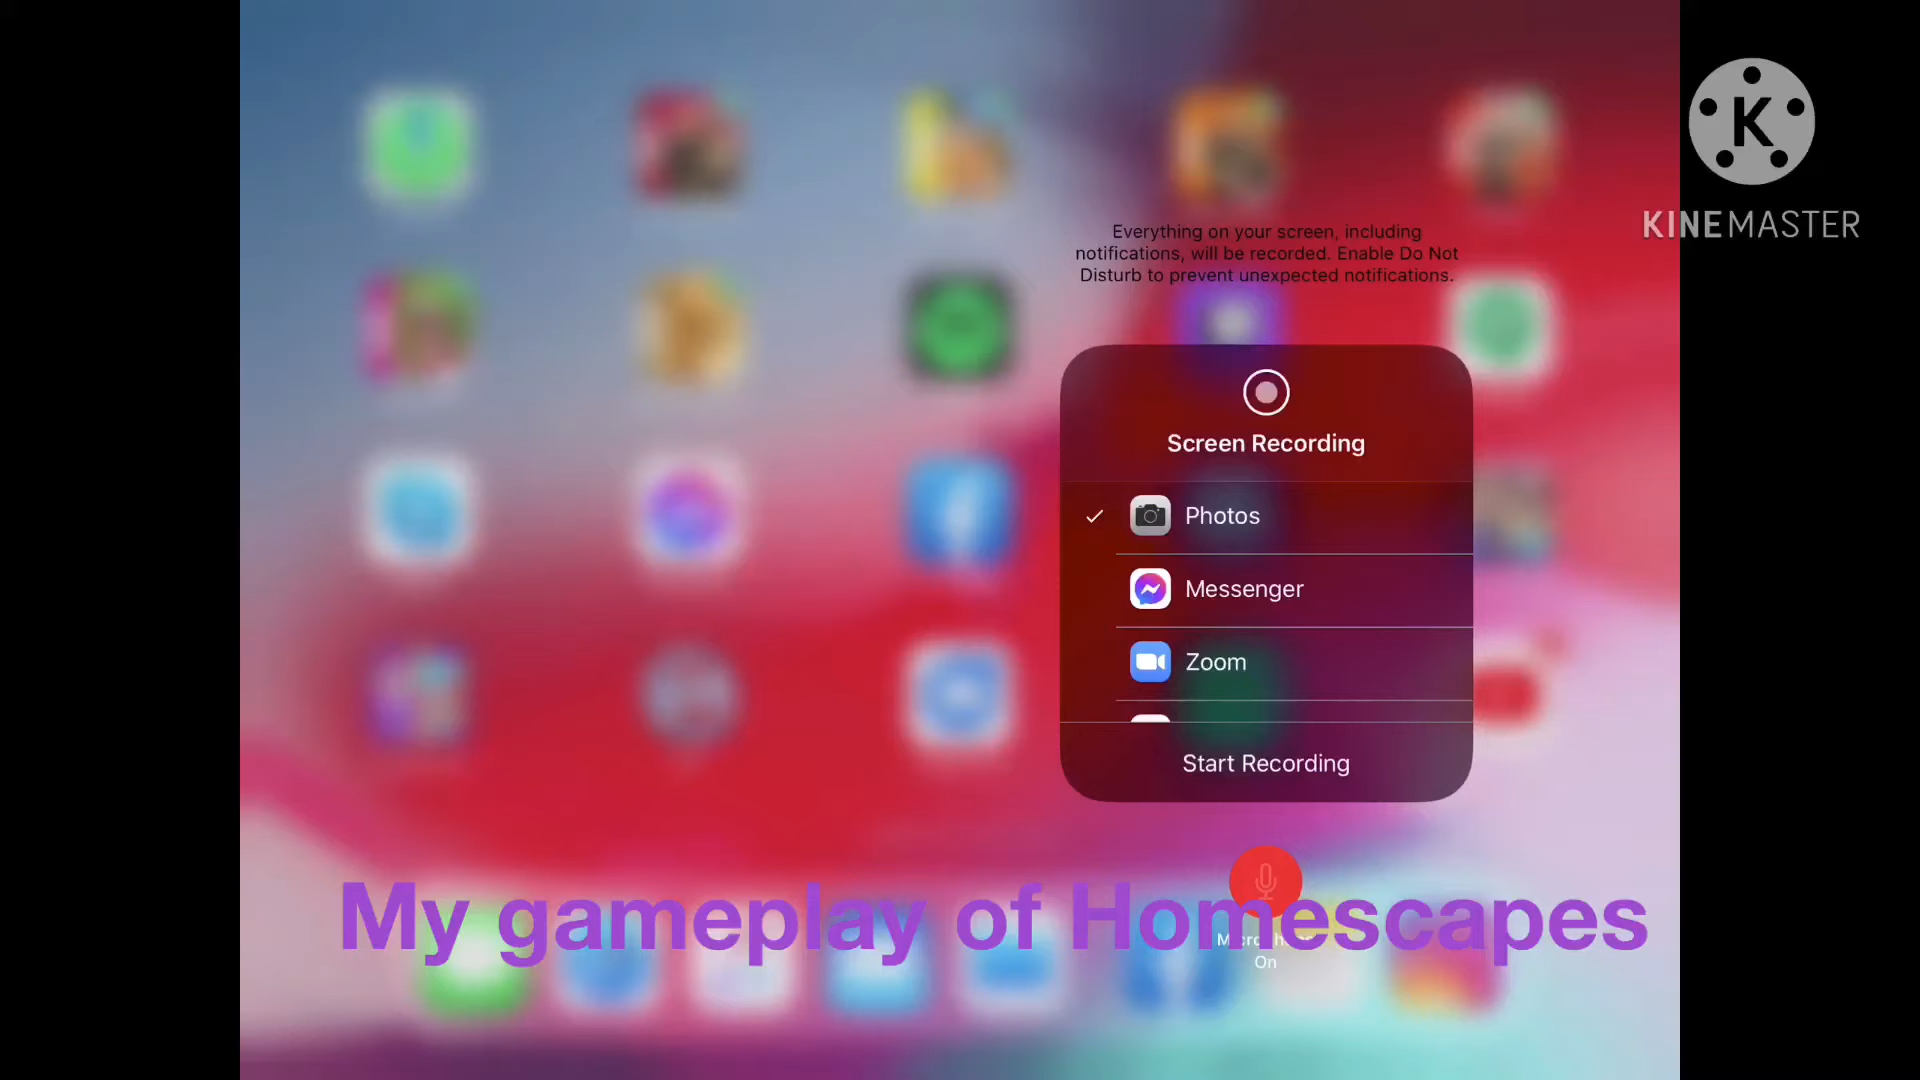 KINEMASTER
Everything on your screen, including
notifications, will be recorded. Enable Do Not
Disturb to prevent unexpected notifications.
Screen Recording
Photos
Messenger
Zoom
Start Recording
My gameplay of Homescapes
On